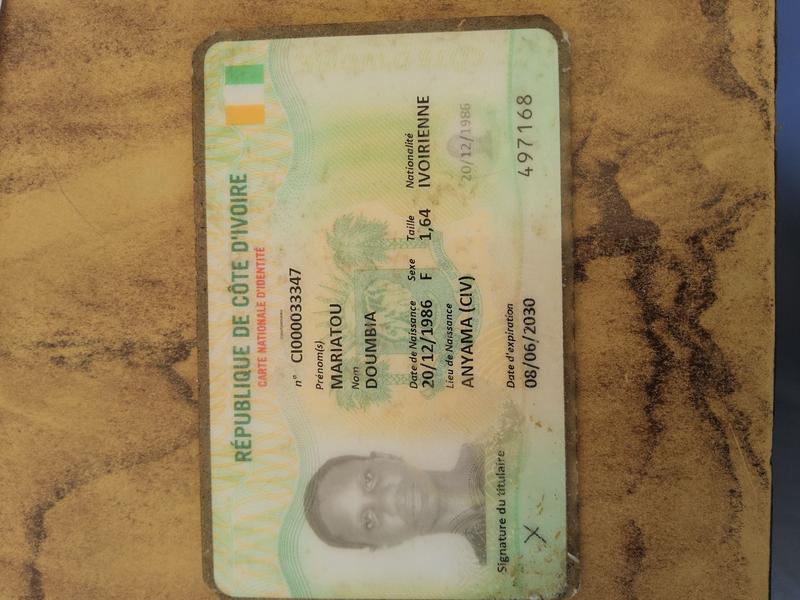 RÉPUBLIQUE DE CÔTE D'IVOIRE
CARTE NATIONALE D'IDENTITÉ
n° CI000033347
Prénom(s)
MARIATOU
Nom
DOUMBIA
Date de Naissance Sexe Taille Nationalité
20/12/1986 F 1,64 IVOIRIENNE
Lieu de Naissance
ANYAMA (CIV)
20/12/1986
Date d'expiration
08/06/2030
497168
Signature du titulaire
X